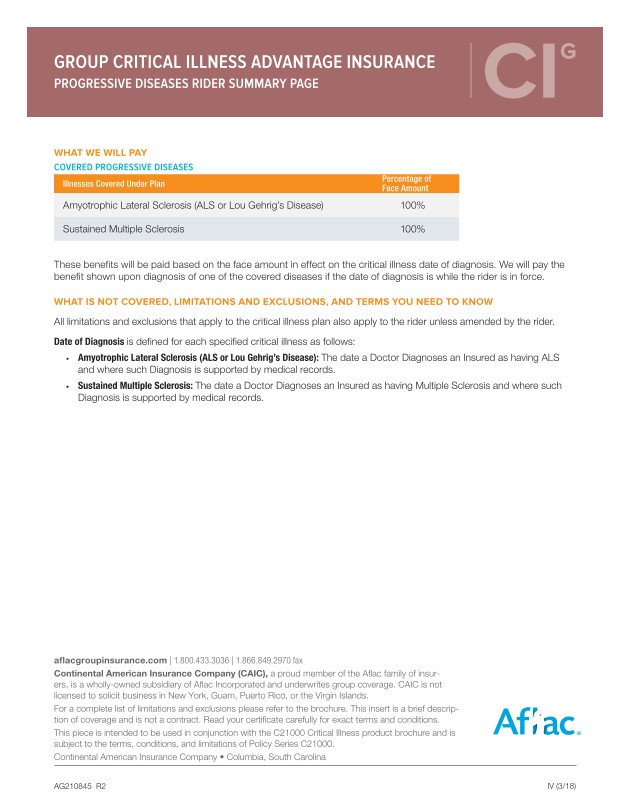 GROUP CRITICAL ILLNESS ADVANTAGE INSURANCE
PROGRESSIVE DISEASES RIDER SUMMARY PAGE
CIG
WHAT WE WILL PAY
COVERED PROGRESSIVE DISEASES
Illnesses Covered Under Plan
Percentage of
Face Amount
Amyotrophic Lateral Sclerosis (ALS or Lou Gehrig's Disease) 100%
Sustained Multiple Sclerosis 100%
These benefits will be paid based on the face amount in effect on the critical illness date of diagnosis. We will pay the
benefit shown upon diagnosis of one of the covered diseases if the date of diagnosis is while the rider is in force.
WHAT IS NOT COVERED, LIMITATIONS AND EXCLUSIONS, AND TERMS YOU NEED TO KNOW
All limitations and exclusions that apply to the critical illness plan also apply to the rider unless amended by the rider.
Date of Diagnosis is defined for each specified critical illness as follows:
• Amyotrophic Lateral Sclerosis (ALS or Lou Gehrig's Disease): The date a Doctor Diagnoses an Insured as having ALS
and where such Diagnosis is supported by medical records.
• Sustained Multiple Sclerosis: The date a Doctor Diagnoses an Insured as having Multiple Sclerosis and where such
Diagnosis is supported by medical records.
aflacgroupinsurance.com | 1.800.433.3036 | 1.866.849.2970 fax
Continental American Insurance Company (CAIC), a proud member of the Aflac family of insur-
ers, is a wholly-owned subsidiary of Aflac Incorporated and underwrites group coverage. CAIC is not
licensed to solicit business in New York, Guam, Puerto Rico, or the Virgin Islands.
For a complete list of limitations and exclusions please refer to the brochure. This insert is a brief descrip-
tion of coverage and is not a contract. Read your certificate carefully for exact terms and conditions.
This piece is intended to be used in conjunction with the C21000 Critical Illness product brochure and is
subject to the terms, conditions, and limitations of Policy Series C21000.
Continental American Insurance Company • Columbia, South Carolina
Aflac®
AG210845 R2
IV (3/18)